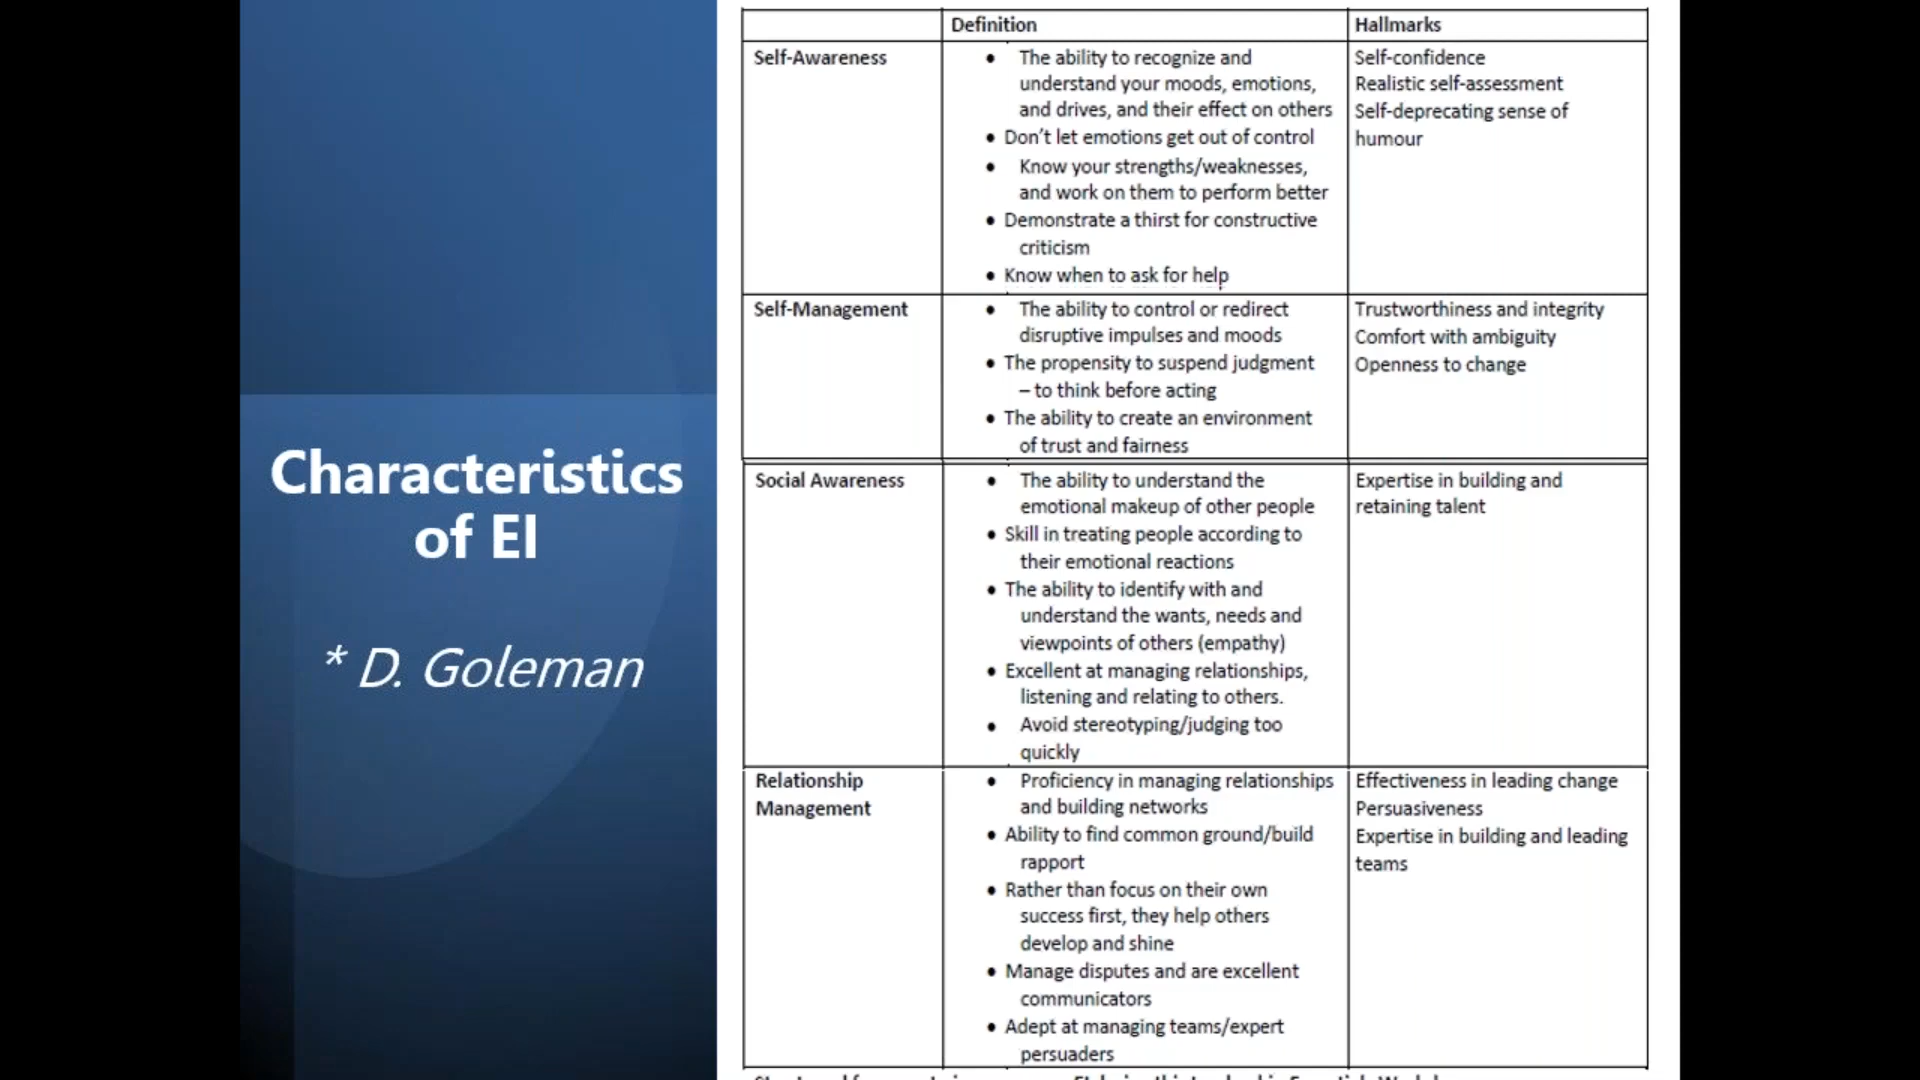 Characteristics
of EI
* D. Goleman
Definition
Hallmarks
Self-Awareness
• The ability to recognize and
understand your moods, emotions,
and drives, and their effect on others
• Don't let emotions get out of control
• Know your strengths/weaknesses,
and work on them to perform better
• Demonstrate a thirst for constructive
criticism
• Know when to ask for help
Self-confidence
Realistic self-assessment
Self-deprecating sense of
humour
Self-Management
• The ability to control or redirect
disruptive impulses and moods
• The propensity to suspend judgment
– to think before acting
• The ability to create an environment
of trust and fairness
Trustworthiness and integrity
Comfort with ambiguity
Openness to change
Social Awareness
• The ability to understand the
emotional makeup of other people
• Skill in treating people according to
their emotional reactions
• The ability to identify with and
understand the wants, needs and
viewpoints of others (empathy)
• Excellent at managing relationships,
listening and relating to others.
• Avoid stereotyping/judging too
quickly
Expertise in building and
retaining talent
Relationship
Management
• Proficiency in managing relationships
and building networks
• Ability to find common ground/build
rapport
• Rather than focus on their own
success first, they help others
develop and shine
• Manage disputes and are excellent
communicators
• Adept at managing teams/expert
persuaders
Effectiveness in leading change
Persuasiveness
Expertise in building and leading
teams